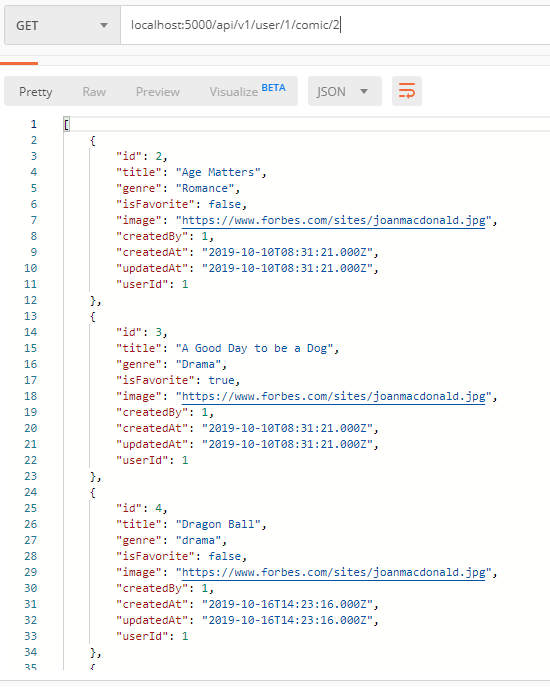 GET localhost:5000/api/v1/user/1/comic/2
Pretty Raw Preview Visualize BETA JSON
1 [
2 {
3 "id": 2,
4 "title": "Age Matters",
5 "genre": "Romance",
6 "isFavorite": false,
7 "image": "https://www.forbes.com/sites/joanmacdonald.jpg",
8 "createdBy": 1,
9 "createdAt": "2019-10-10T08:31:21.000Z",
10 "updatedAt": "2019-10-10T08:31:21.000Z",
11 "userId": 1
12 },
13 {
14 "id": 3,
15 "title": "A Good Day to be a Dog",
16 "genre": "Drama",
17 "isFavorite": true,
18 "image": "https://www.forbes.com/sites/joanmacdonald.jpg",
19 "createdBy": 1,
20 "createdAt": "2019-10-10T08:31:21.000Z",
21 "updatedAt": "2019-10-10T08:31:21.000Z",
22 "userId": 1
23 },
24 {
25 "id": 4,
26 "title": "Dragon Ball",
27 "genre": "drama",
28 "isFavorite": false,
29 "image": "https://www.forbes.com/sites/joanmacdonald.jpg",
30 "createdBy": 1,
31 "createdAt": "2019-10-16T14:23:16.000Z",
32 "updatedAt": "2019-10-16T14:23:16.000Z",
33 "userId": 1
34 },
35 {